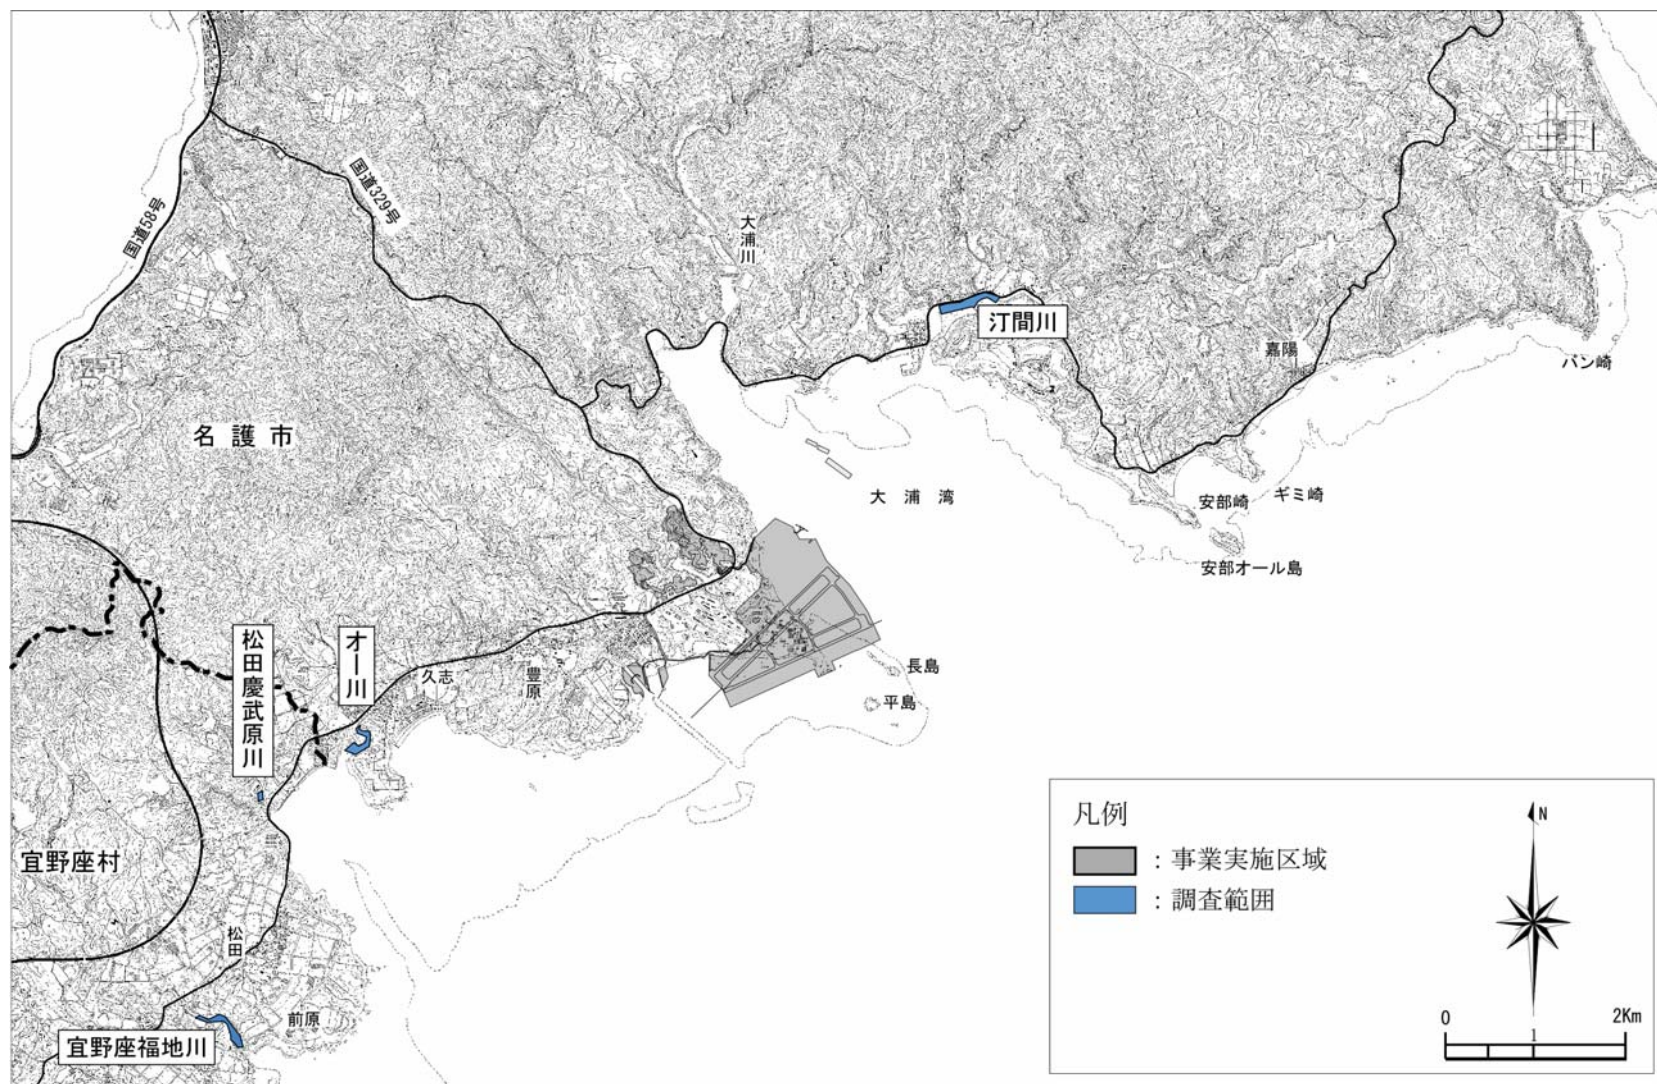 国道58号
国道329号
大浦川
汀間川
嘉陽
バン崎
名護市
大浦湾
安部崎
ギミ崎
安部オール島
松田慶武原川
オー川
久志
豊原
長島
平島
宜野座村
松田
前原
宜野座福地川
凡例
：事業実施区域
：調査範囲
N
0 1 2Km